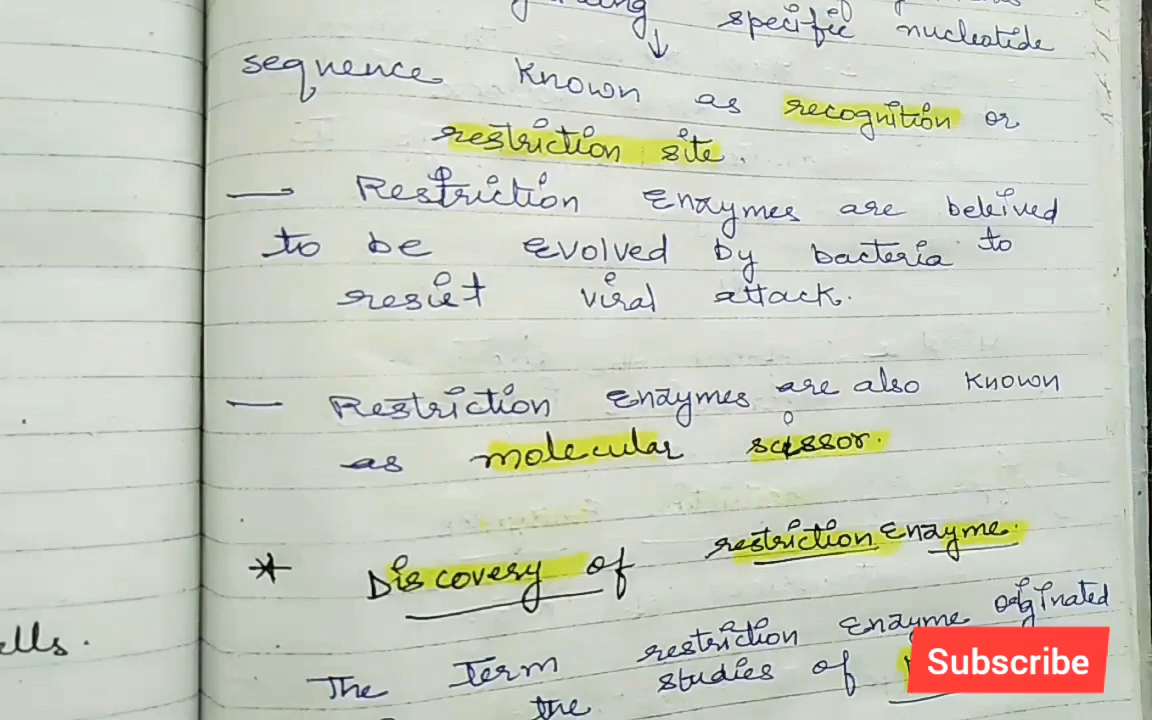 specific nucleotide
sequence known as recognition or
restriction site.
— Restriction Enzymes are beleived
to be evolved by bacteria to
resist viral attack.
— Restriction enzymes are also known
as molecular scissor.
* Discovery of restriction Enzyme.
The term restriction enzyme originated
the studies of
ells.
Subscribe